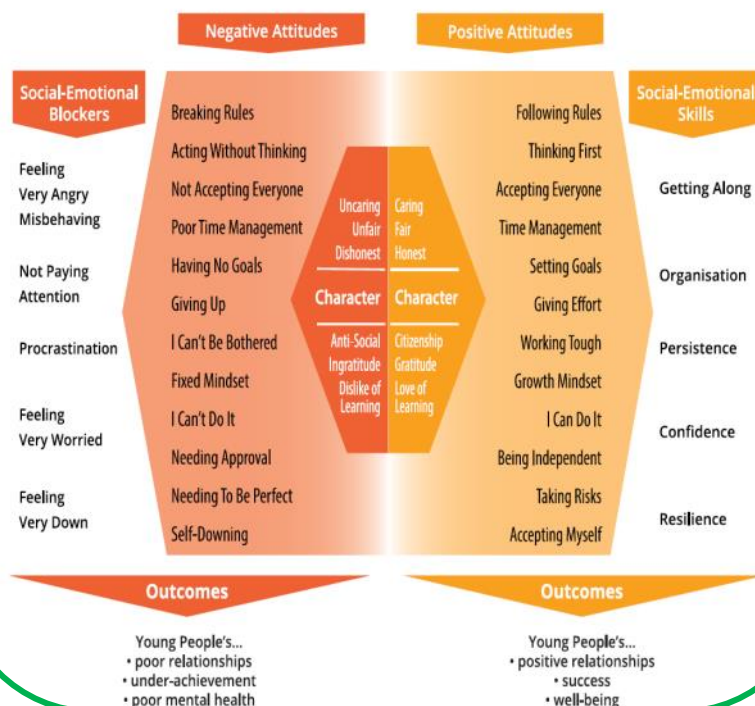 Negative Attitudes
Positive Attitudes
Social-Emotional
Blockers
Feeling
Very Angry
Misbehaving
Not Paying
Attention
Procrastination
Feeling
Very Worried
Feeling
Very Down
Breaking Rules
Acting Without Thinking
Not Accepting Everyone
Poor Time Management
Having No Goals
Giving Up
I Can't Be Bothered
Fixed Mindset
I Can't Do It
Needing Approval
Needing To Be Perfect
Self-Downing
Uncaring
Unfair
Dishonest
Character
Anti-Social
Ingratitude
Dislike of
Learning
Caring
Fair
Honest
Character
Citizenship
Gratitude
Love of
Learning
Following Rules
Thinking First
Accepting Everyone
Time Management
Setting Goals
Giving Effort
Working Tough
Growth Mindset
I Can Do It
Being Independent
Taking Risks
Accepting Myself
Social-Emotional
Skills
Getting Along
Organisation
Persistence
Confidence
Resilience
Outcomes
Young People's...
• poor relationships
• under-achievement
• poor mental health
Outcomes
Young People's...
• positive relationships
• success
• well-being